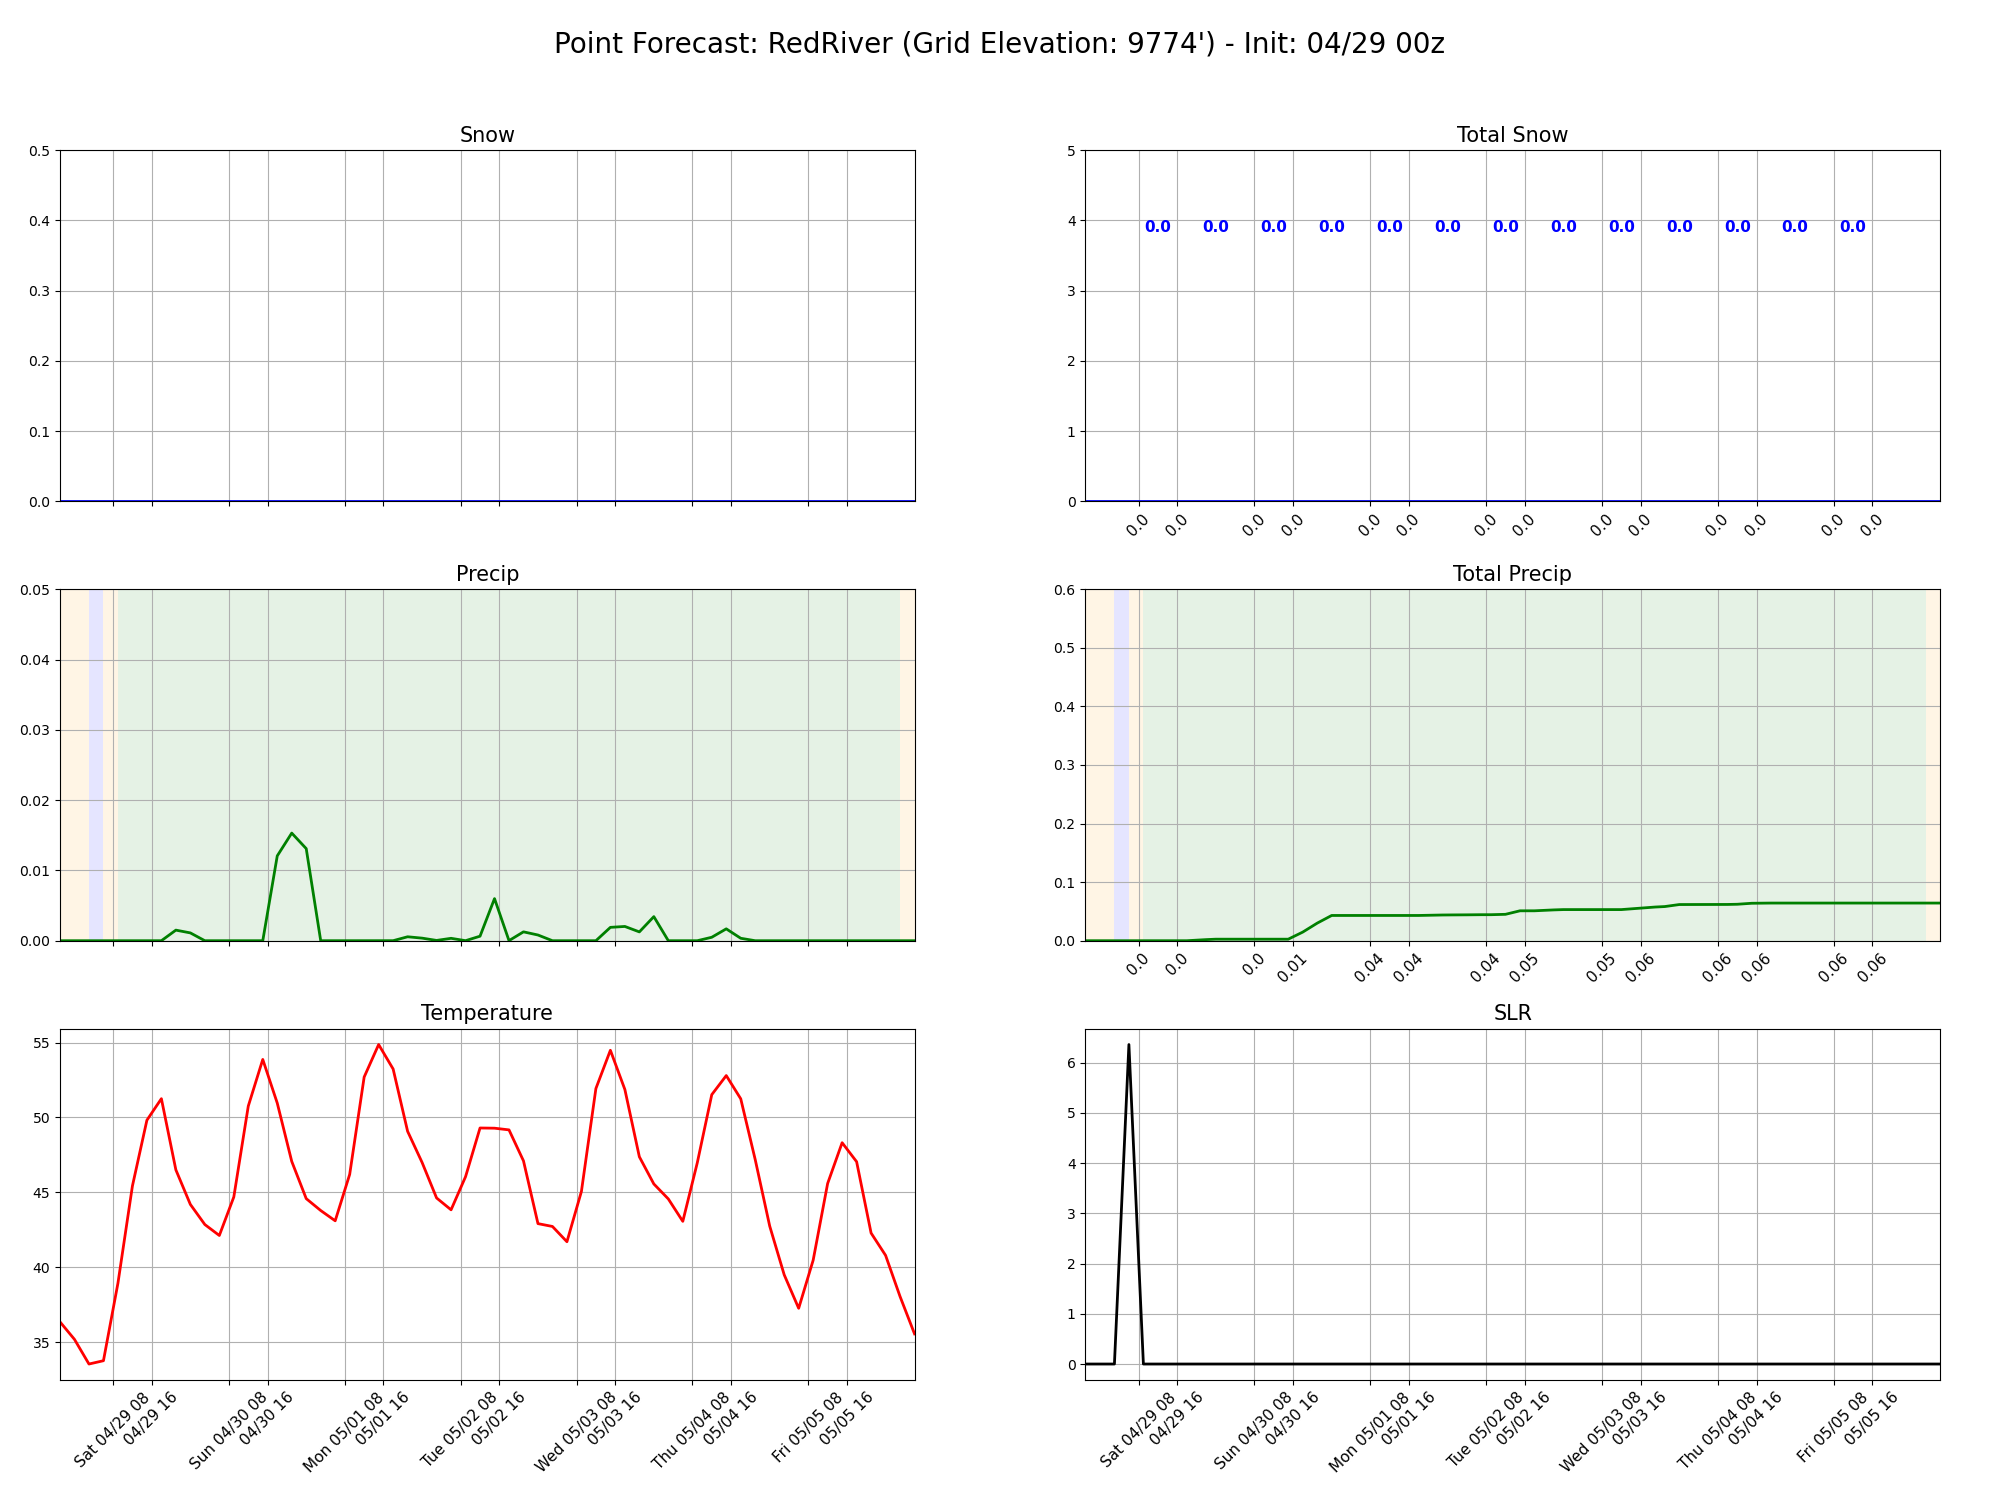 Point Forecast: RedRiver (Grid Elevation: 9774') - Init: 04/29 00z
Snow
0.5
0.4
0.3
0.2
0.1
0.0
Total Snow
5
4
3
2
1
0
0.0 0.0 0.0 0.0 0.0 0.0 0.0 0.0 0.0 0.0 0.0 0.0 0.0
0.0 0.0 0.0 0.0 0.0 0.0 0.0 0.0 0.0 0.0 0.0 0.0 0.0 0.0
Precip
0.05
0.04
0.03
0.02
0.01
0.00
Total Precip
0.6
0.5
0.4
0.3
0.2
0.1
0.0
0.0 0.0 0.0 0.01 0.04 0.04 0.04 0.05 0.05 0.06 0.06 0.06 0.06 0.06
Temperature
55
50
45
40
35
Sat 04/29 08
04/29 16
Sun 04/30 08
04/30 16
Mon 05/01 08
05/01 16
Tue 05/02 08
05/02 16
Wed 05/03 08
05/03 16
Thu 05/04 08
05/04 16
Fri 05/05 08
05/05 16
SLR
6
5
4
3
2
1
0
Sat 04/29 08
04/29 16
Sun 04/30 08
04/30 16
Mon 05/01 08
05/01 16
Tue 05/02 08
05/02 16
Wed 05/03 08
05/03 16
Thu 05/04 08
05/04 16
Fri 05/05 08
05/05 16